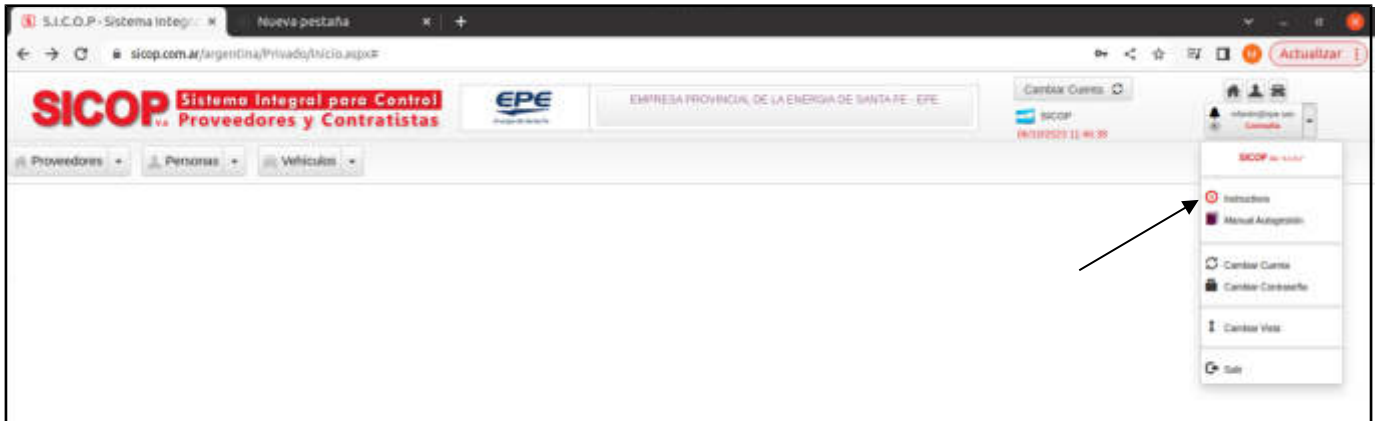 S.I.C.O.P - Sistema Integr
Nueva pestaña
sicop.com.ar/argentina/Privado/Inicio.aspx#
Actualizar
SICOP
Sistema Integral para Control
Proveedores y Contratistas
EPE
EMPRESA PROVINCIAL DE LA ENERGIA DE SANTA FE - EPE
Cambiar Cuenta
SICOP
Consulta
Proveedores
Personas
Vehículos
SICOP
Instructivos
Manual Autogestión
Cambiar Cuenta
Cambiar Contraseña
Cambiar Vista
Salir